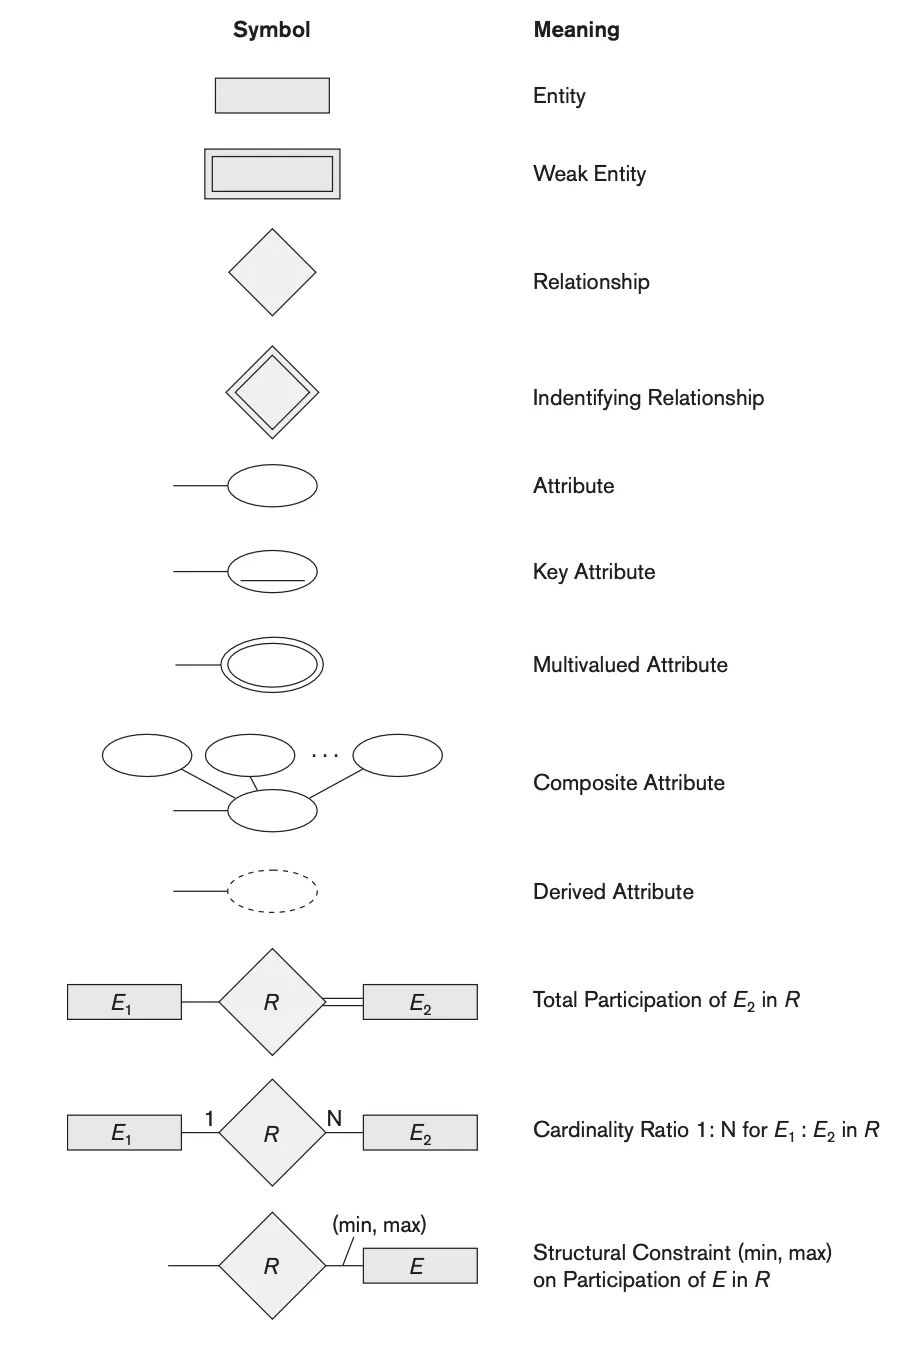 Symbol Meaning
Entity
Weak Entity
Relationship
Indentifying Relationship
Attribute
Key Attribute
Multivalued Attribute
. . .
Composite Attribute
Derived Attribute
E1 R E2 Total Participation of E2 in R
E1 1 R N E2 Cardinality Ratio 1: N for E1 : E2 in R
(min, max)
R E Structural Constraint (min, max)
on Participation of E in R